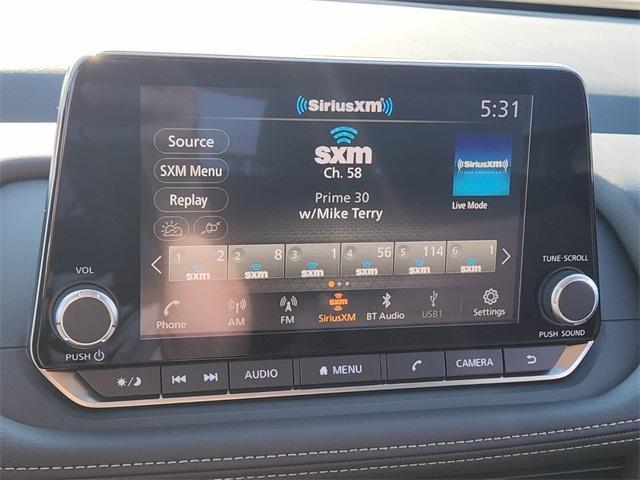 SiriusXM
5:31
Source
sxm
Ch. 58
SiriusXM
SXM Menu
Prime 30
w/Mike Terry
Replay
Live Mode
1 2 sxm
2 8 sxm
3 1 sxm
4 56 sxm
5 114 sxm
6 1 sxm
VOL
TUNE·SCROLL
Phone
AM
FM
SiriusXM
BT Audio
USB1
Settings
PUSH
PUSH SOUND
AUDIO
MENU
CAMERA